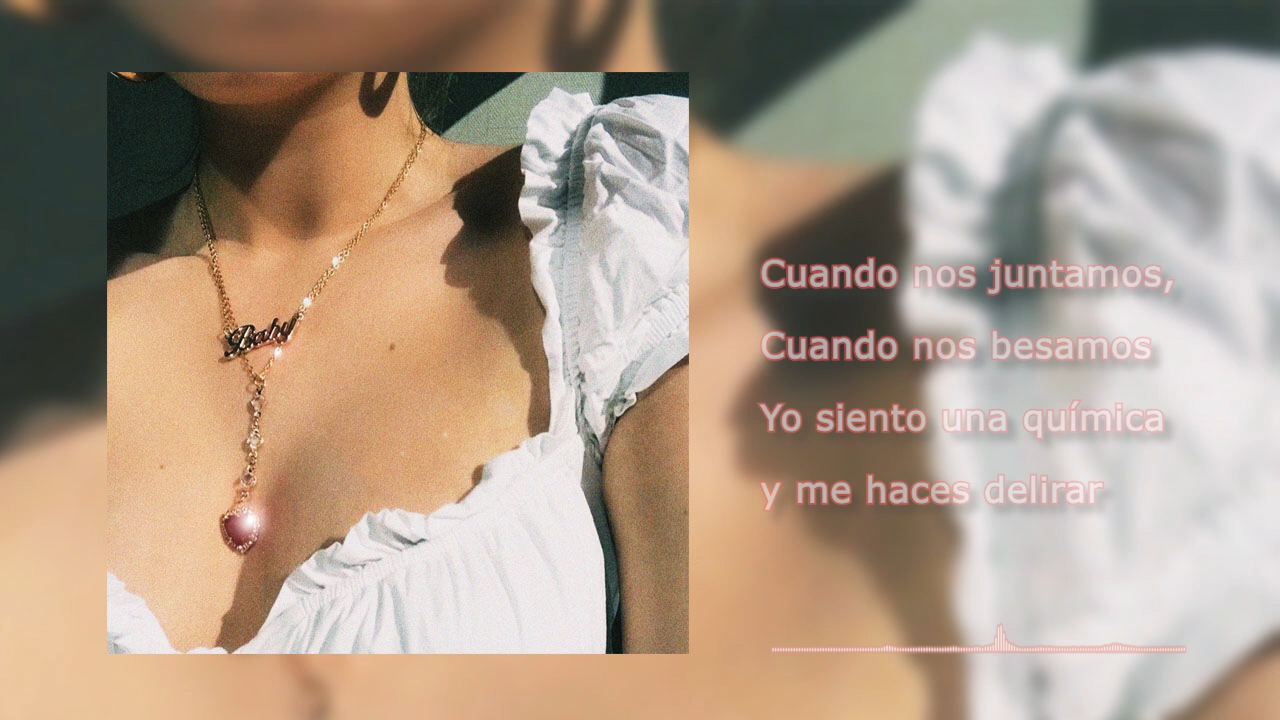 Baby
Cuando nos juntamos,
Cuando nos besamos
Yo siento una química
y me haces delirar